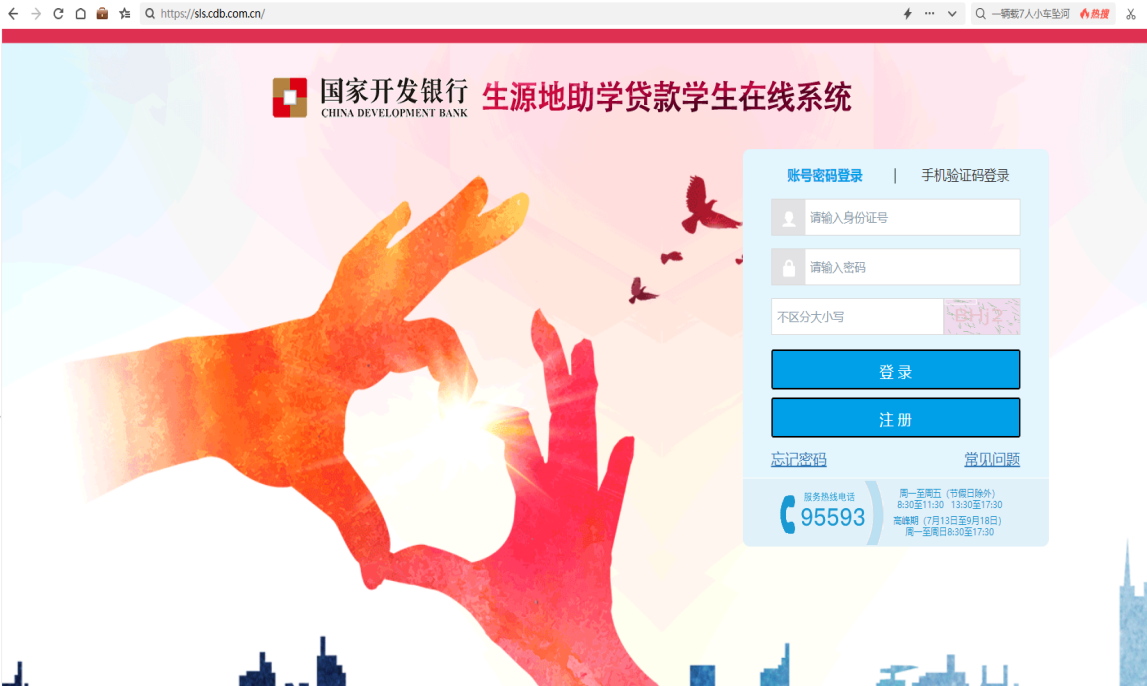 https://sls.cdb.com.cn/
一辆载7人小车坠河
热搜
国家开发银行
CHINA DEVELOPMENT BANK
生源地助学贷款学生在线系统
账号密码登录 | 手机验证码登录
请输入身份证号
请输入密码
不区分大小写
登 录
注 册
忘记密码
常见问题
服务热线电话
95593
周一至周五（节假日除外）
8:30至11:30 13:30至17:30
高峰期（7月13日至9月18日）
周一至周日8:30至17:30